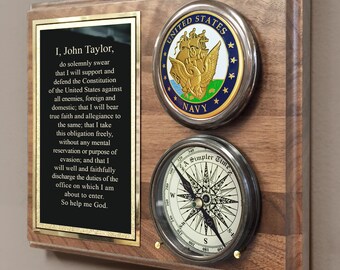 I, John Taylor,
do solemnly swear
that I will support and
defend the Constitution
of the United States against
all enemies, foreign and
domestic; that I will bear
true faith and allegiance to
the same; that I take
this obligation freely,
without any mental
reservation or purpose of
evasion; and that I
will well and faithfully
discharge the duties of the
office on which I am
about to enter.
So help me God.
UNITED STATES
NAVY
A Simpler Time
N
E
S
W